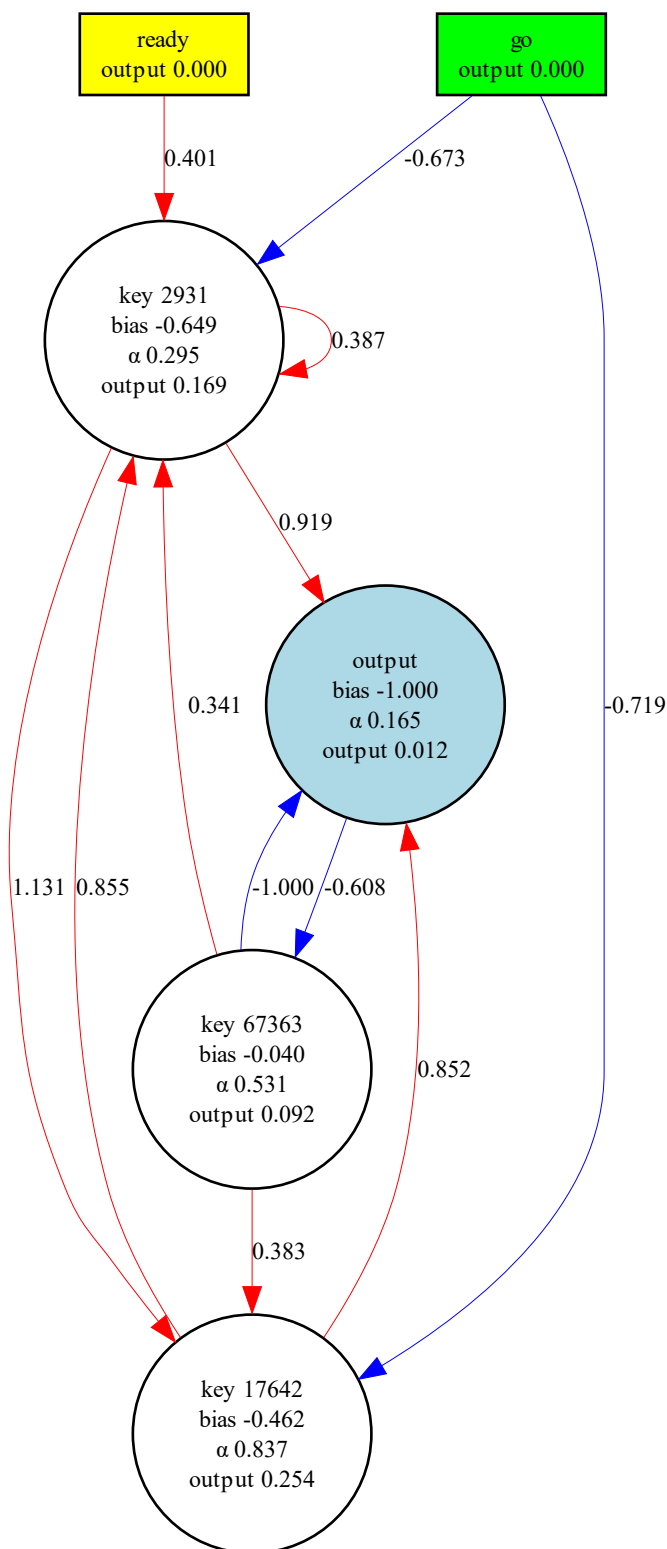 ready
output 0.000
go
output 0.000
0.401
-0.673
key 2931
bias -0.649
α 0.295
output 0.169
0.387
0.919
output
bias -1.000
α 0.165
output 0.012
0.341
-0.719
1.131
0.855
-1.000
-0.608
key 67363
bias -0.040
α 0.531
output 0.092
0.852
0.383
key 17642
bias -0.462
α 0.837
output 0.254